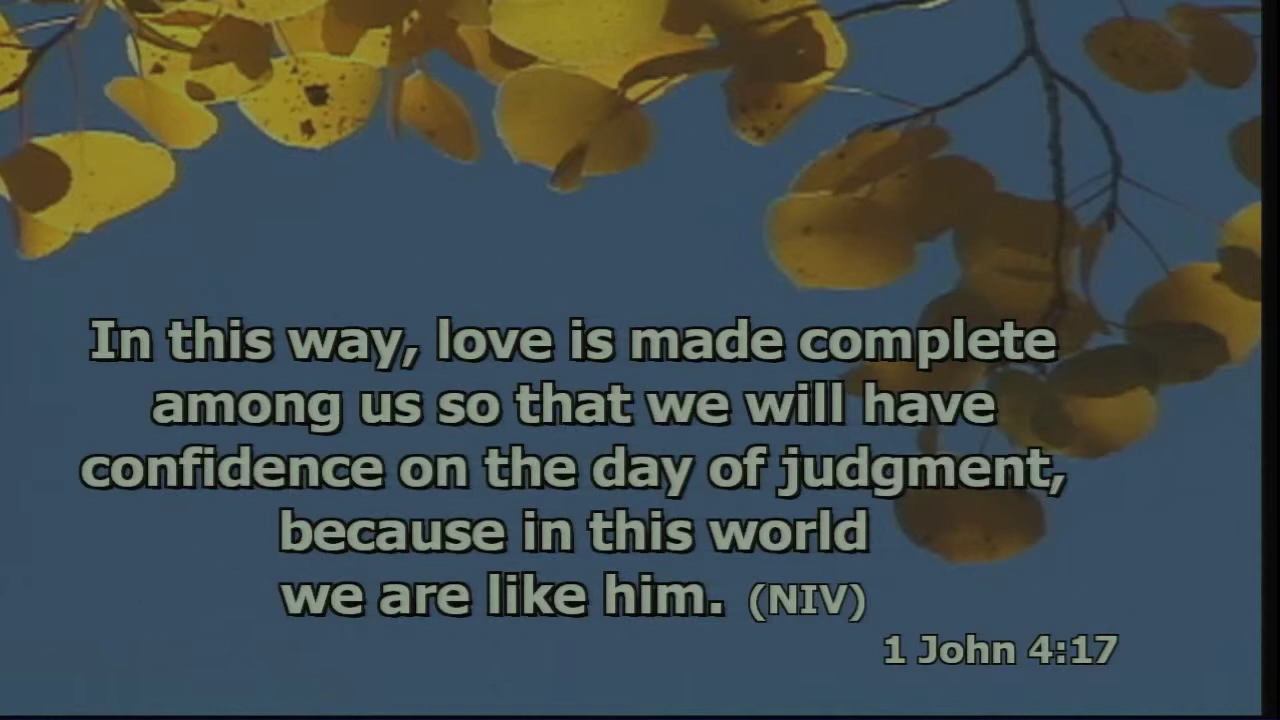 In this way, love is made complete
among us so that we will have
confidence on the day of judgment,
because in this world
we are like him. (NIV)
1 John 4:17